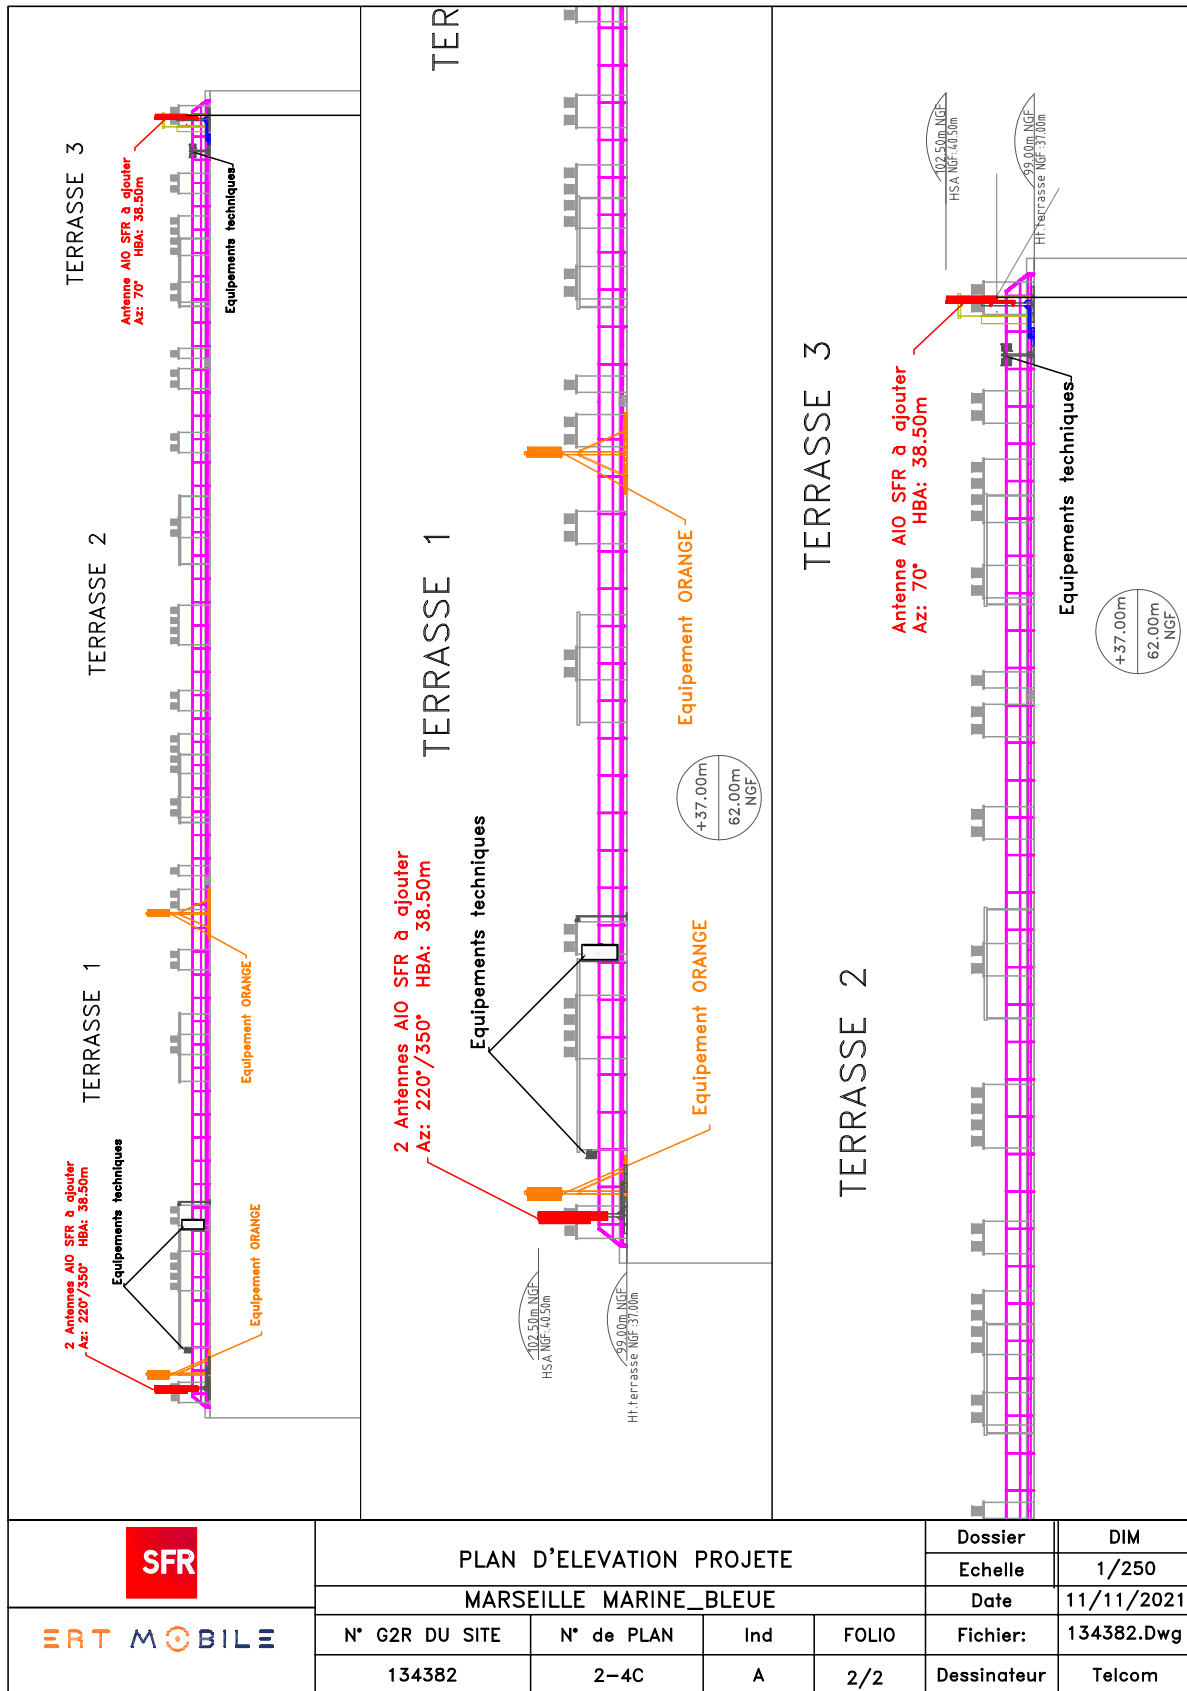 TERRASSE 3
Antenne AIO SFR à ajouter
Az: 70° HBA: 38.50m
Equipements techniques
TERRASSE 2
TERRASSE 1
Equipement ORANGE
2 Antennes AIO SFR à ajouter
Az: 220°/350° HBA: 38.50m
Equipements techniques
Equipement ORANGE
TER
TERRASSE 1
Equipement ORANGE
+37.00m
62.00m
NGF
2 Antennes AIO SFR à ajouter
Az: 220°/350° HBA: 38.50m
Equipements techniques
Equipement ORANGE
102.50m NGF
HSA NGF:40.50m
99.00m NGF
Ht.terrasse NGF:37.00m
102.50m NGF
HSA NGF:40.50m
99.00m NGF
Ht.terrasse NGF:37.00m
TERRASSE 3
Antenne AIO SFR à ajouter
Az: 70° HBA: 38.50m
Equipements techniques
+37.00m
62.00m
NGF
TERRASSE 2
SFR
ERT MOBILE
PLAN D'ELEVATION PROJETE
MARSEILLE MARINE_BLEUE
N° G2R DU SITE
N° de PLAN
Ind
FOLIO
134382
2-4C
A
2/2
Dossier
DIM
Echelle
1/250
Date
11/11/2021
Fichier:
134382.Dwg
Dessinateur
Telcom